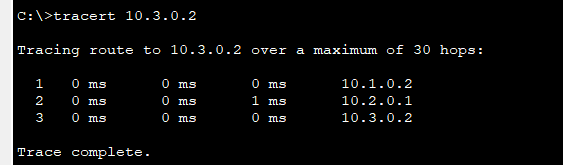 C:\>tracert 10.3.0.2
Tracing route to 10.3.0.2 over a maximum of 30 hops:
1 0 ms 0 ms 0 ms 10.1.0.2
2 0 ms 0 ms 1 ms 10.2.0.1
3 0 ms 0 ms 0 ms 10.3.0.2
Trace complete.